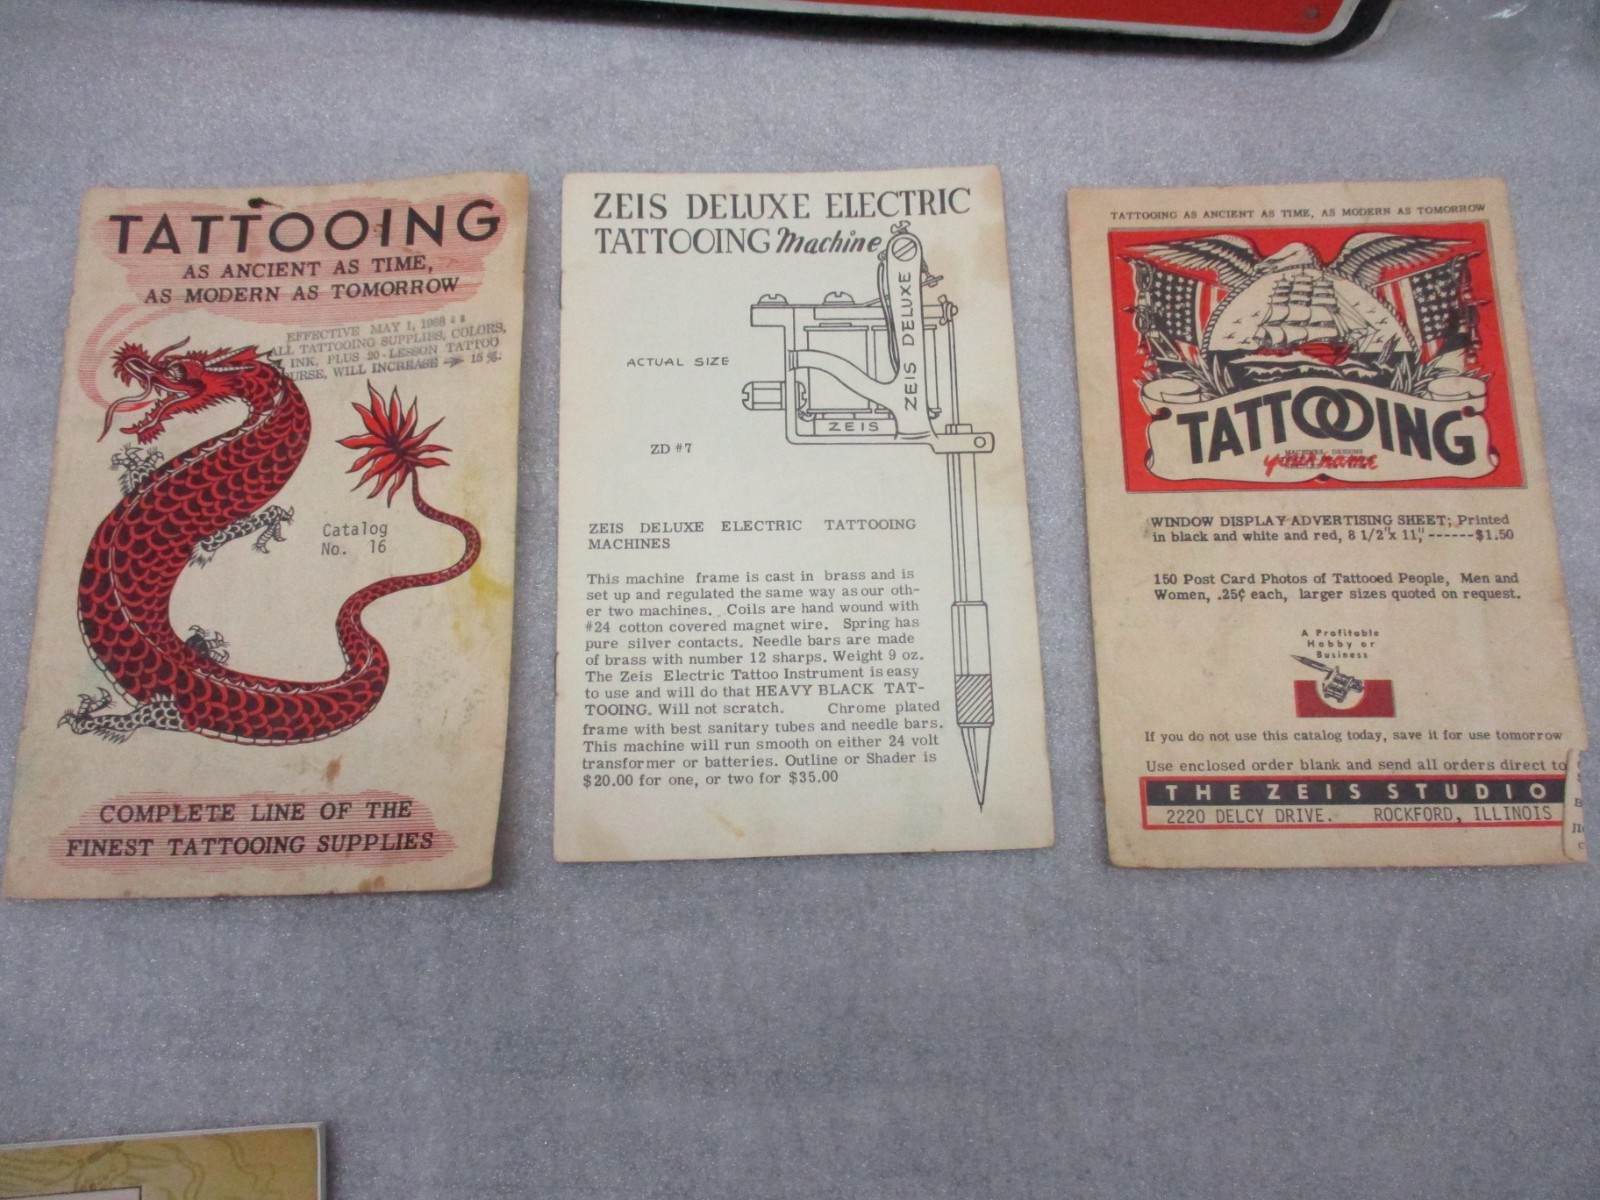 TATTOOING
AS ANCIENT AS TIME,
AS MODERN AS TOMORROW
EFFECTIVE MAY 1, 1968
ALL TATTOOING SUPPLIES, COLORS,
INK, PLUS 20-LESSON TATTOO
WILL INCREASE 15 %.
Catalog
No. 16
COMPLETE LINE OF THE
FINEST TATTOOING SUPPLIES
ZEIS DELUXE ELECTRIC
TATTOOING Machine
ZEIS DELUXE
ACTUAL SIZE
ZEIS
ZD #7
ZEIS DELUXE ELECTRIC TATTOOING
MACHINES
This machine frame is cast in brass and is
set up and regulated the same way as our oth-
er two machines. Coils are hand wound with
#24 cotton covered magnet wire. Spring has
pure silver contacts. Needle bars are made
of brass with number 12 sharps. Weight 9 oz.
The Zeis Electric Tattoo Instrument is easy
to use and will do that HEAVY BLACK TAT-
TOOING. Will not scratch. Chrome plated
frame with best sanitary tubes and needle bars.
This machine will run smooth on either 24 volt
transformer or batteries. Outline or Shader is
$20.00 for one, or two for $35.00
TATTOOING AS ANCIENT AS TIME, AS MODERN AS TOMORROW
TATTOOING
your name
WINDOW DISPLAY ADVERTISING SHEET; Printed
in black and white and red, 8 1/2"x 11," ------$1.50
150 Post Card Photos of Tattooed People, Men and
Women, .25¢ each, larger sizes quoted on request.
A Profitable
Hobby or
Business
If you do not use this catalog today, save it for use tomorrow
Use enclosed order blank and send all orders direct to
THE ZEIS STUDIO
2220 DELCY DRIVE. ROCKFORD, ILLINOIS